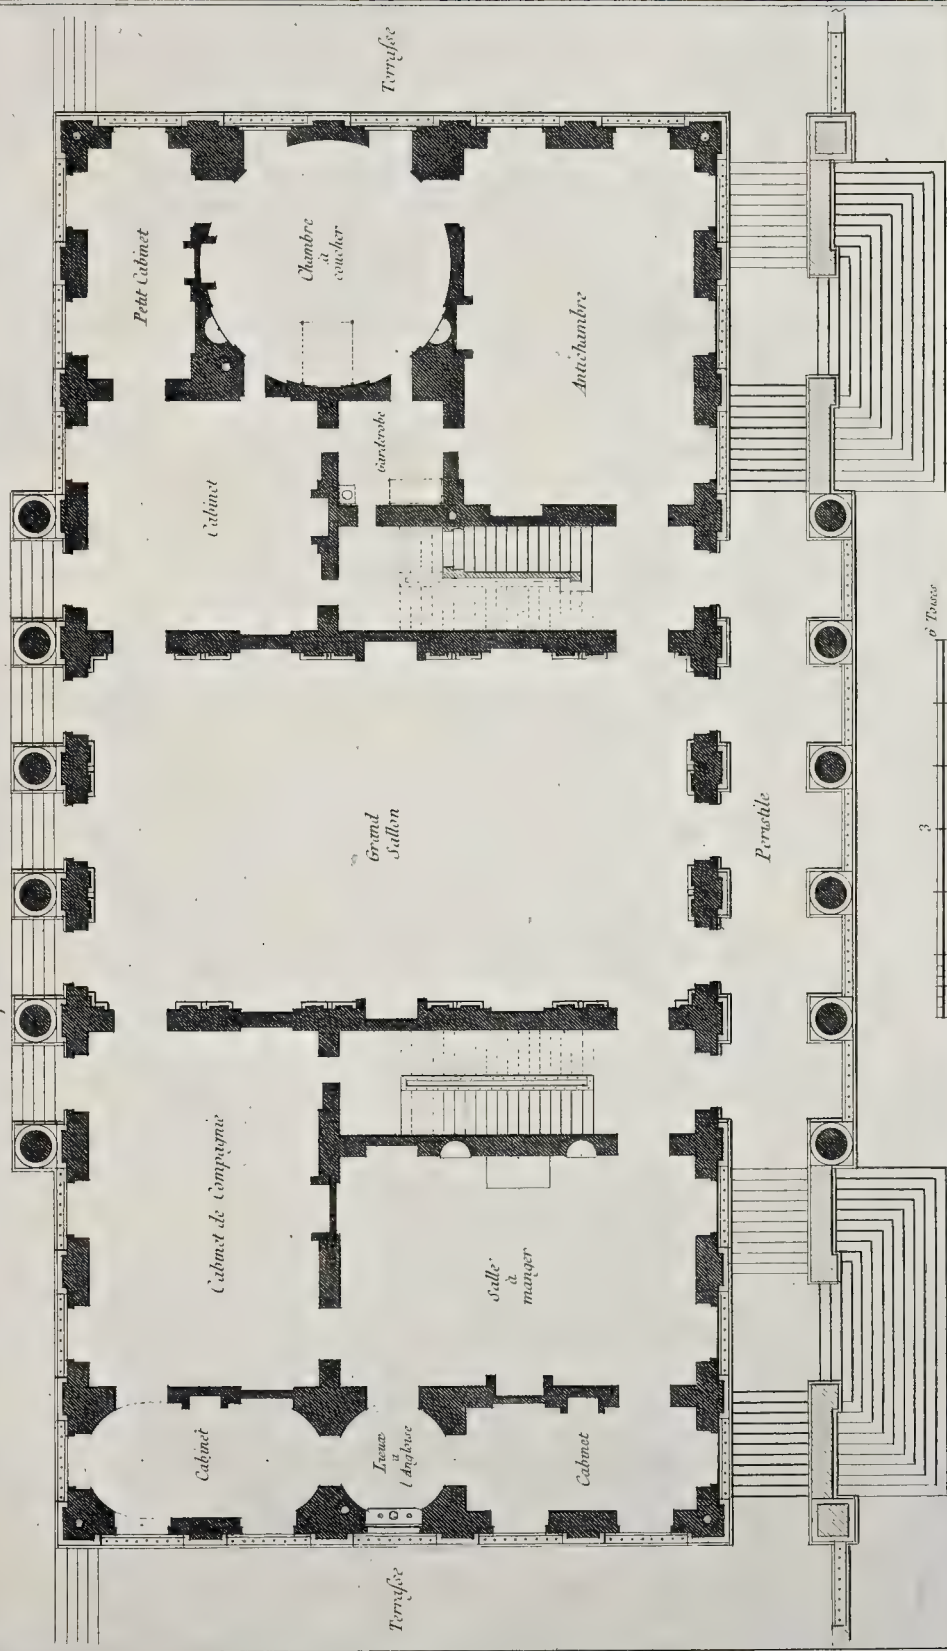 Terraſse
Petit Cabinet
Chambre
à
coucher
Antichambre
Garderobe
Cabinet
Grand
Sallon
Peristile
Cabinet de Compagnie
Salle
à
manger
Cabinet
Lieux
à
l'Angloise
Cabinet
Terraſse
3
6 Toises